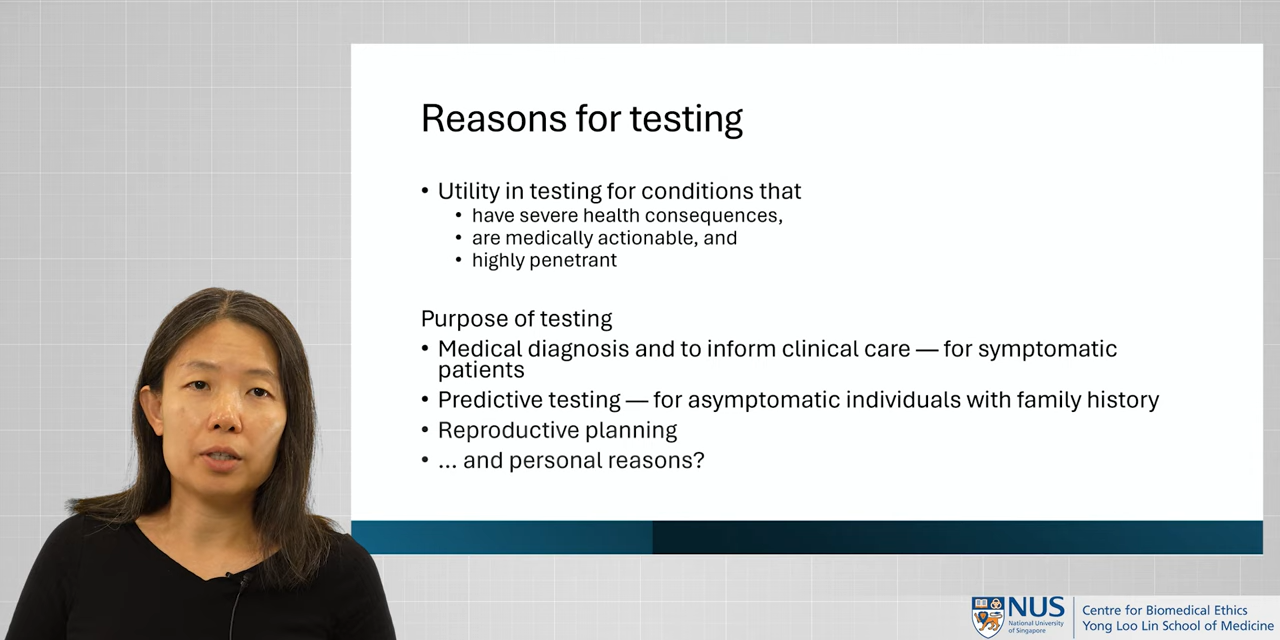 Reasons for testing
• Utility in testing for conditions that
• have severe health consequences,
• are medically actionable, and
• highly penetrant
Purpose of testing
• Medical diagnosis and to inform clinical care — for symptomatic
patients
• Predictive testing — for asymptomatic individuals with family history
• Reproductive planning
• ... and personal reasons?
NUS
National University
of Singapore
Centre for Biomedical Ethics
Yong Loo Lin School of Medicine